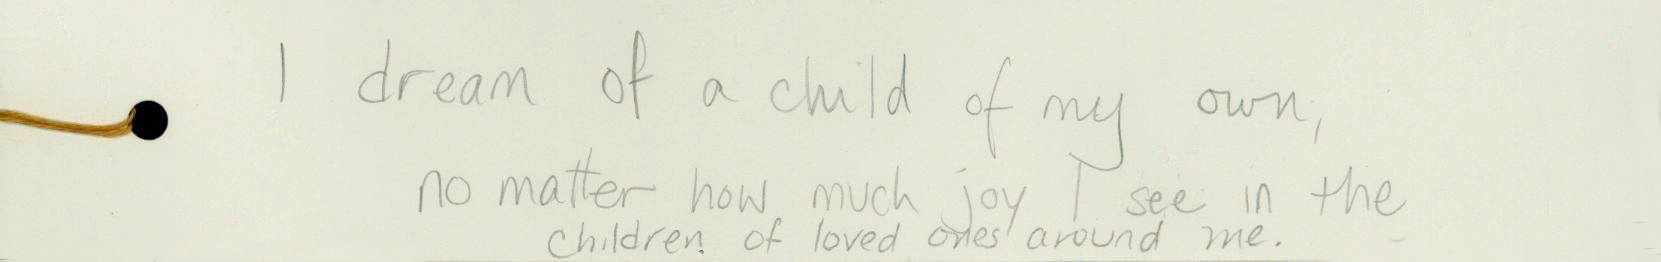 I dream of a child of my own,
no matter how much joy I see in the
children of loved ones around me.